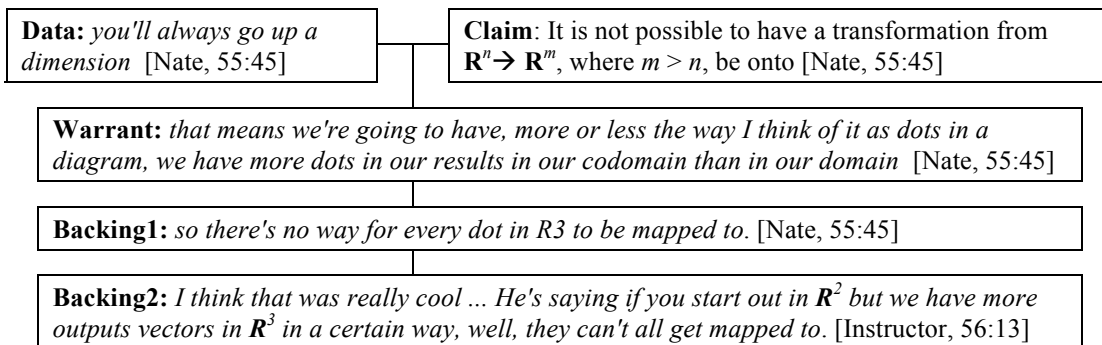 Data: you'll always go up a
dimension [Nate, 55:45]
Claim: It is not possible to have a transformation from
Rⁿ→ Rᵐ, where m > n, be onto [Nate, 55:45]
Warrant: that means we're going to have, more or less the way I think of it as dots in a
diagram, we have more dots in our results in our codomain than in our domain [Nate, 55:45]
Backing1: so there's no way for every dot in R3 to be mapped to. [Nate, 55:45]
Backing2: I think that was really cool ... He's saying if you start out in R² but we have more
outputs vectors in R³ in a certain way, well, they can't all get mapped to. [Instructor, 56:13]